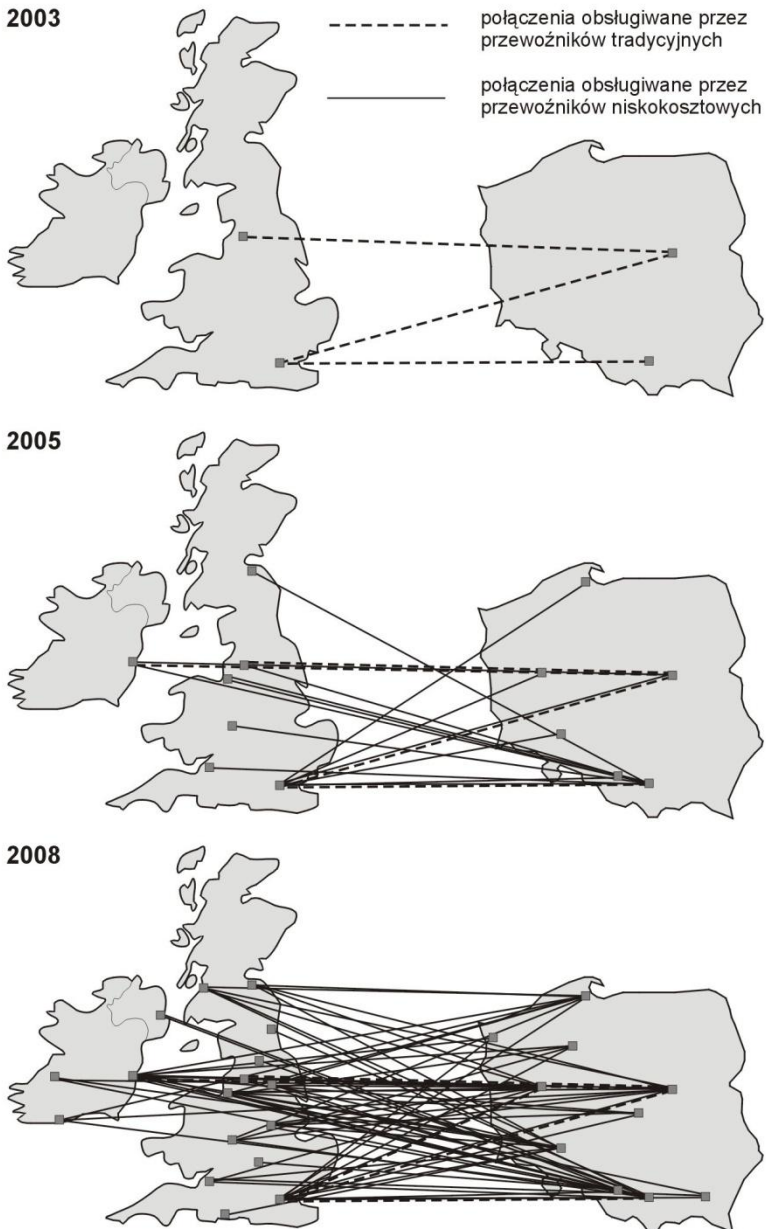 2003
połączenia obsługiwane przez
przewoźników tradycyjnych
połączenia obsługiwane przez
przewoźników niskokosztowych
2005
2008